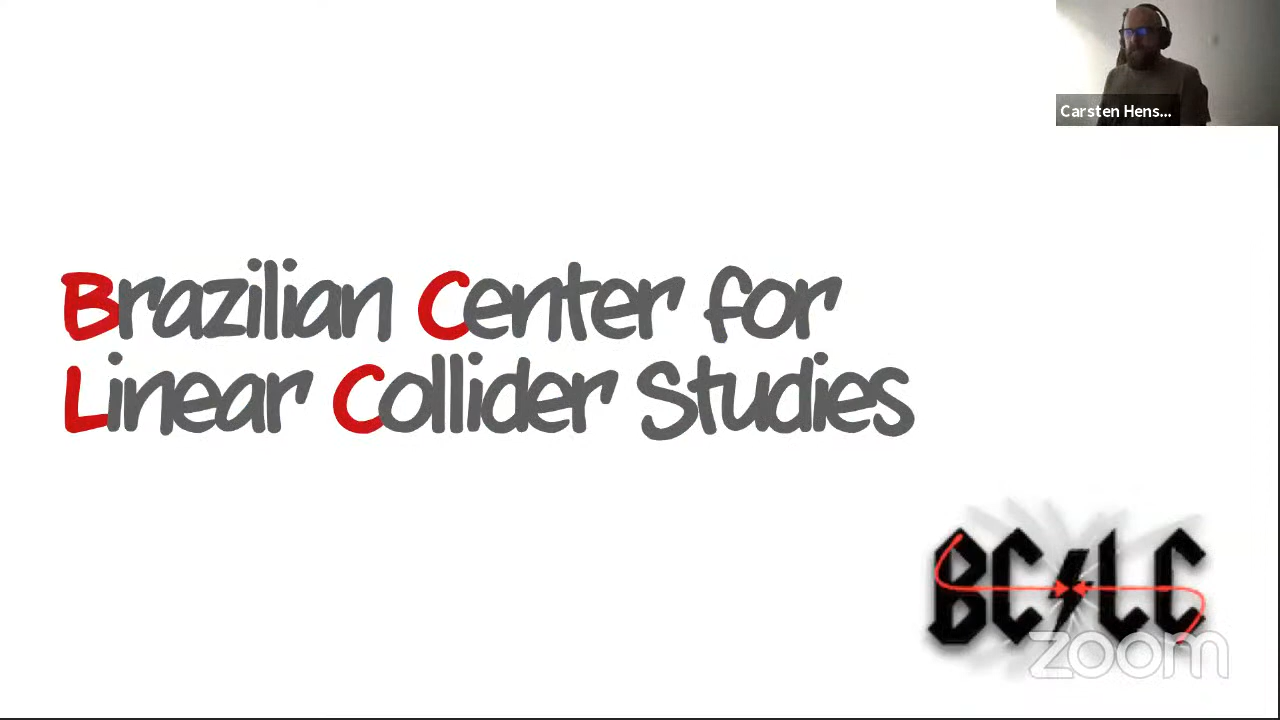 Carsten Hens...
Brazilian Center for
Linear Collider Studies
BC LC
zoom